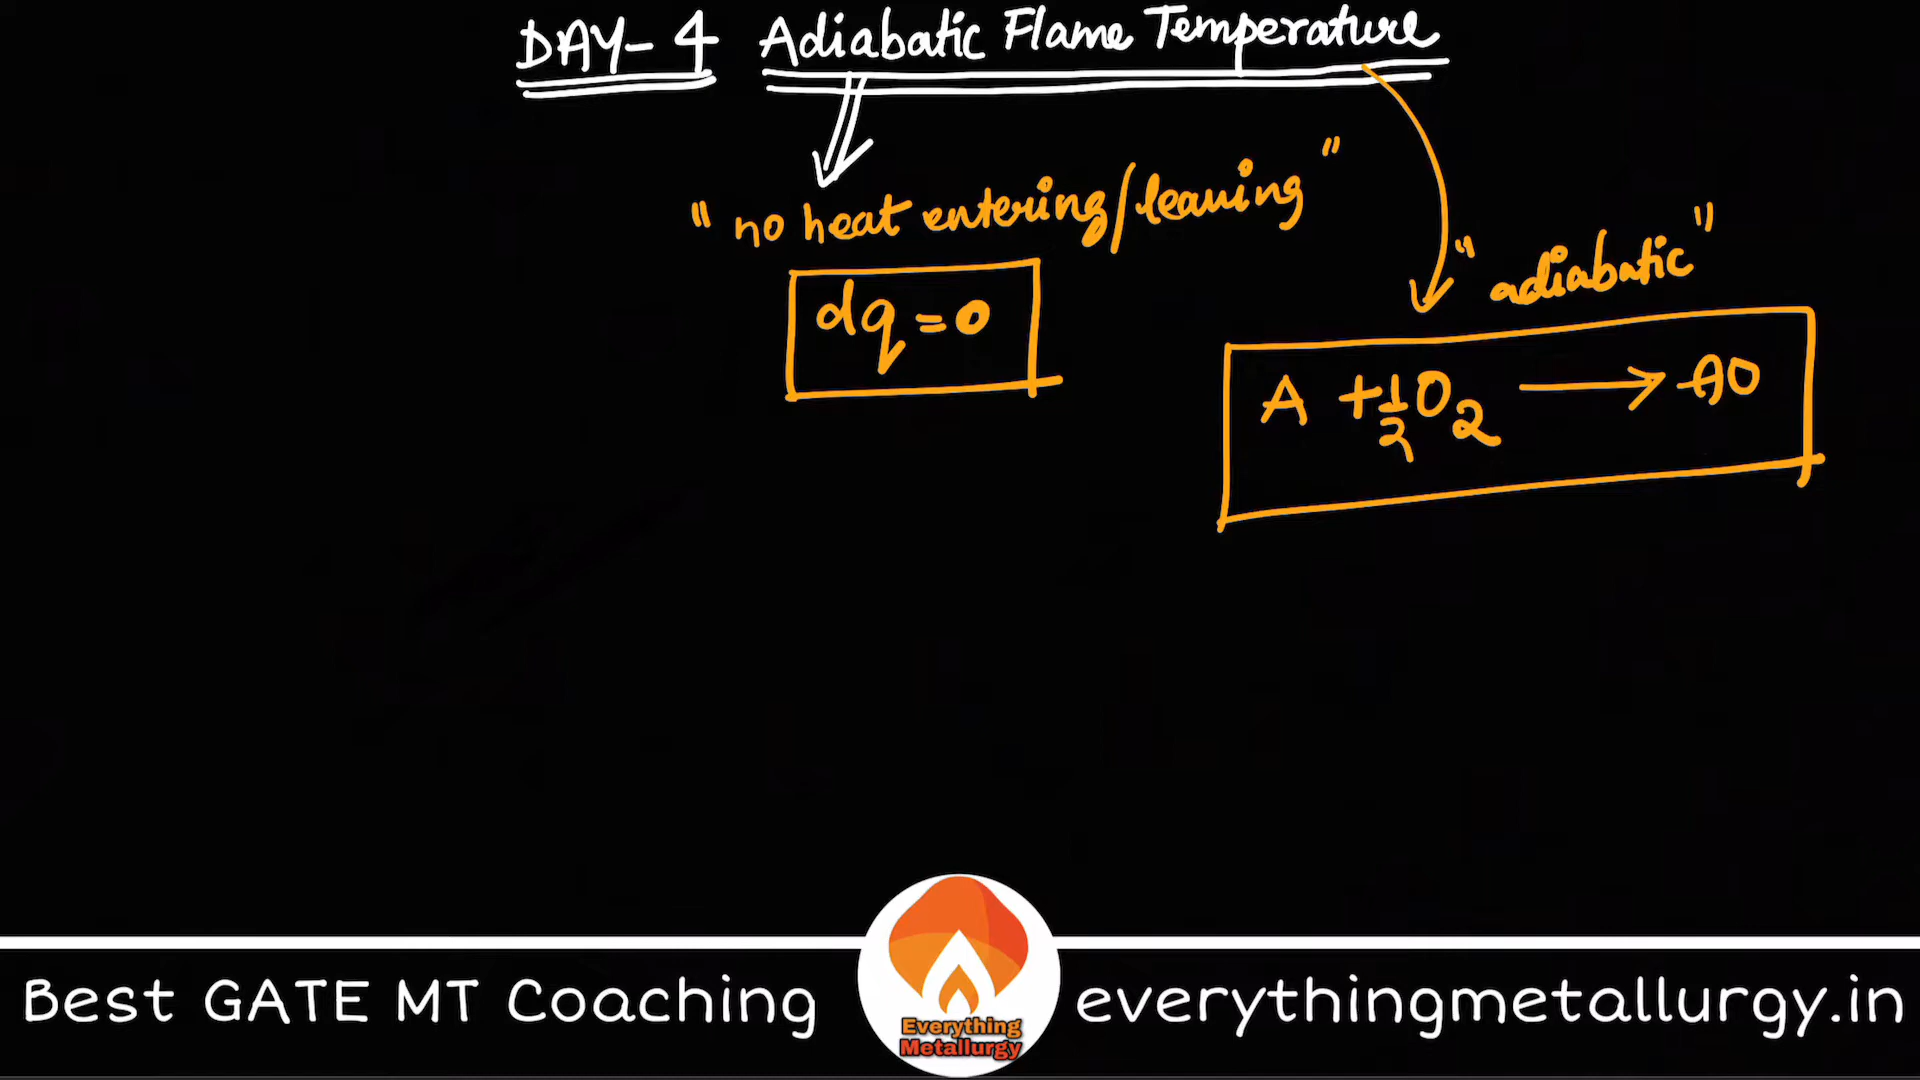 DAY-4 Adiabatic Flame Temperature
"no heat entering/leaving"
dq=0
"adiabatic"
A + 1/2 O2 → AO
Best GATE MT Coaching
Everything
Metallurgy
everythingmetallurgy.in